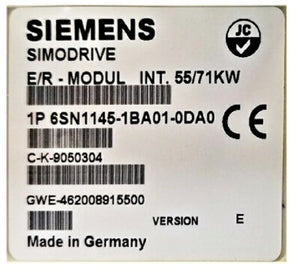 SIEMENS
JC
SIMODRIVE
E/R - MODUL INT. 55/71KW
1P 6SN1145-1BA01-0DA0
CE
C-K-9050304
GWE-462008915500
VERSION E
Made in Germany